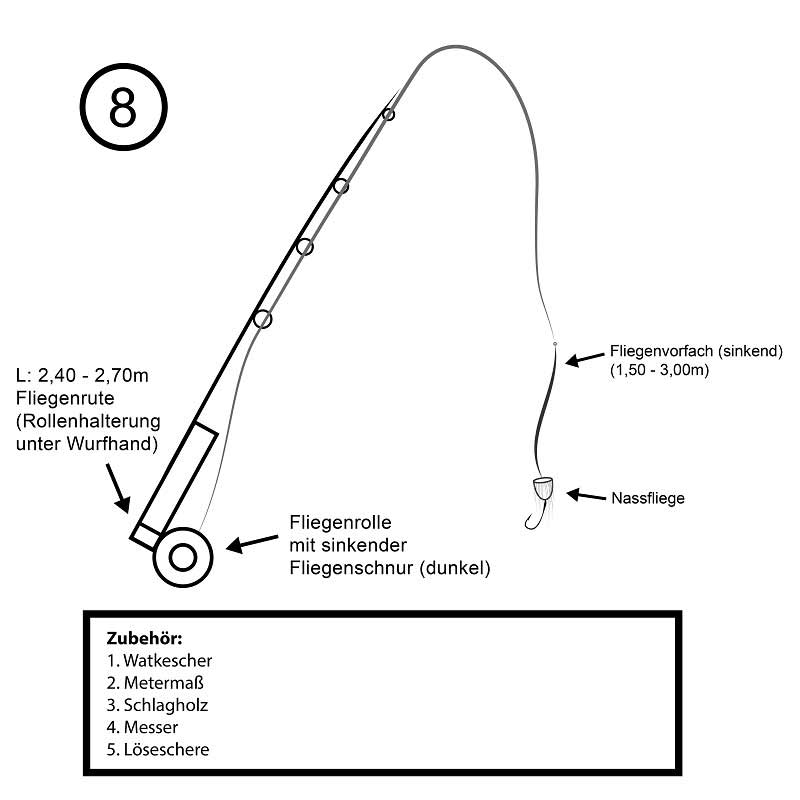 8
L: 2,40 - 2,70m
Fliegenrute
(Rollenhalterung
unter Wurfhand)
Fliegenvorfach (sinkend)
(1,50 - 3,00m)
Nassfliege
Fliegenrolle
mit sinkender
Fliegenschnur (dunkel)
Zubehör:
1. Watkescher
2. Metermaß
3. Schlagholz
4. Messer
5. Löseschere